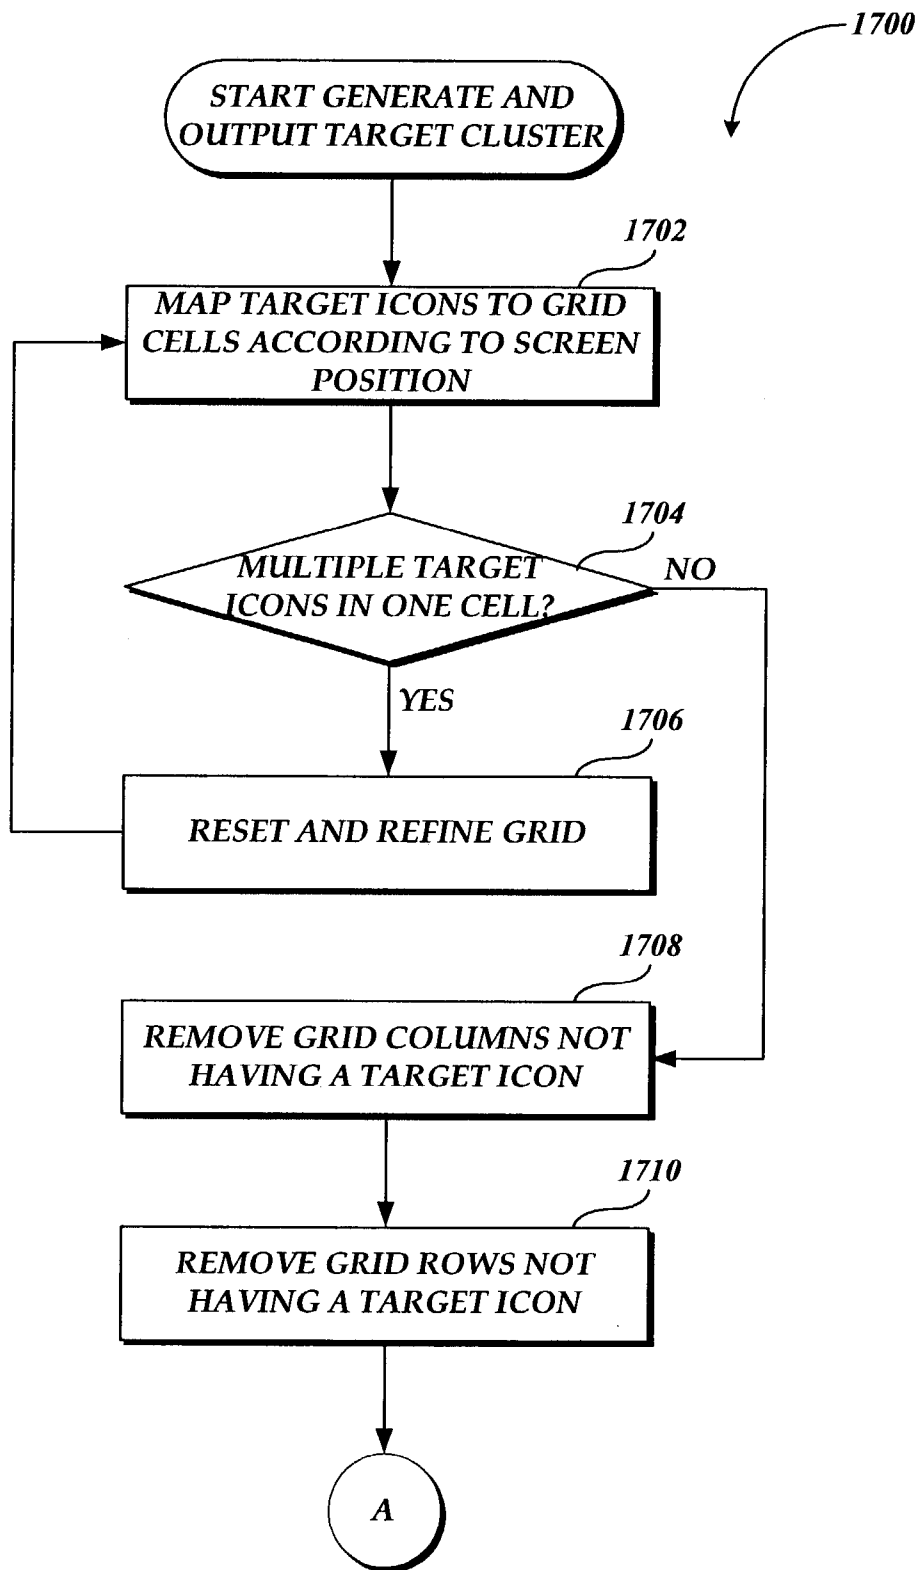 1700
START GENERATE AND
OUTPUT TARGET CLUSTER
1702
MAP TARGET ICONS TO GRID
CELLS ACCORDING TO SCREEN
POSITION
1704
MULTIPLE TARGET
ICONS IN ONE CELL?
NO
YES
1706
RESET AND REFINE GRID
1708
REMOVE GRID COLUMNS NOT
HAVING A TARGET ICON
1710
REMOVE GRID ROWS NOT
HAVING A TARGET ICON
A